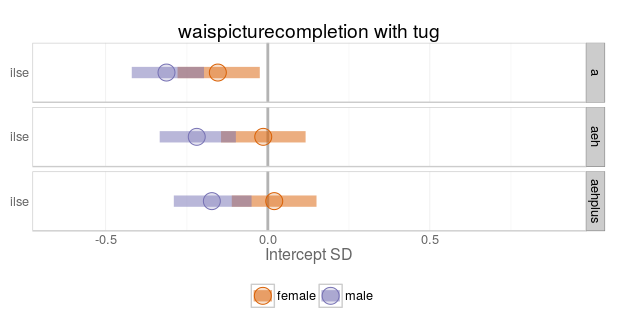 waispicturecompletion with tug
ilse
a
ilse
aeh
ilse
aehplus
-0.5 0.0 0.5
Intercept SD
female male